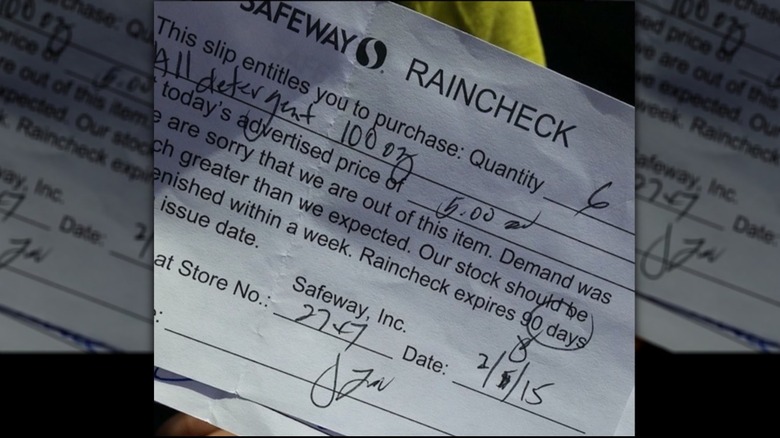 SAFEWAY RAINCHECK
This slip entitles you to purchase: Quantity 6
All detergent 100 oz
today's advertised price of 5.00
e are sorry that we are out of this item. Demand was
ch greater than we expected. Our stock should be
enished within a week. Raincheck expires 90 days
issue date.
Safeway, Inc.
at Store No.: 2747 Date: 2/8/15